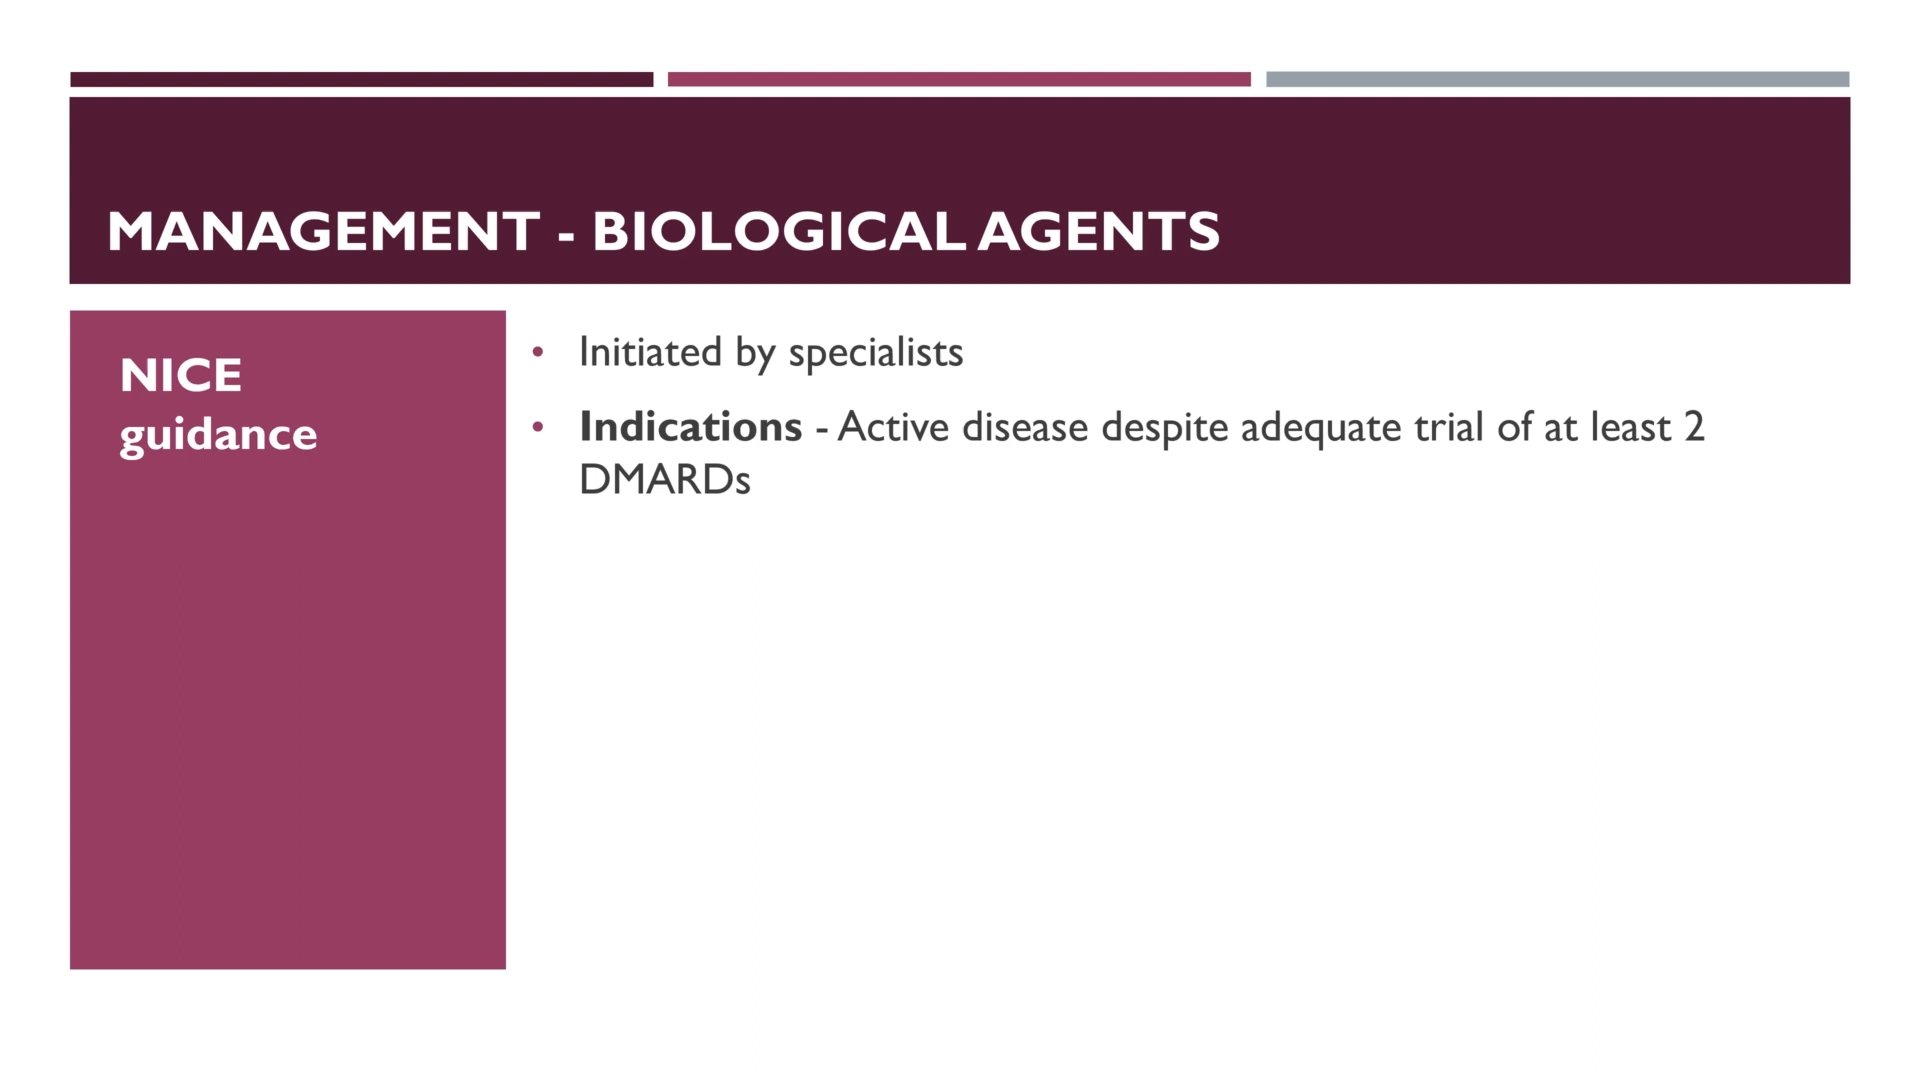 MANAGEMENT - BIOLOGICAL AGENTS
NICE
guidance
• Initiated by specialists
• Indications - Active disease despite adequate trial of at least 2
DMARDs